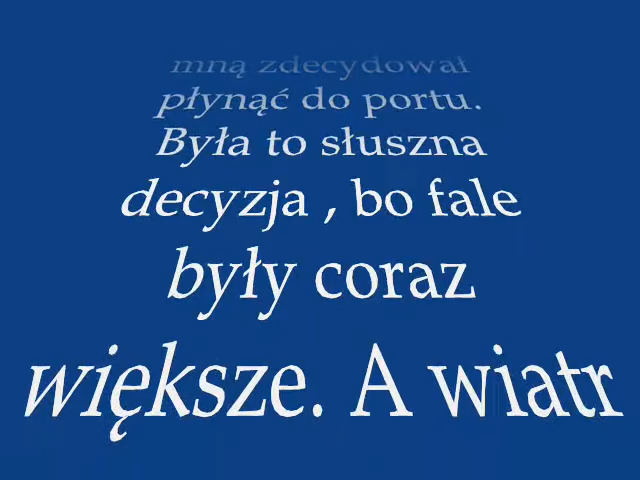 mną zdecydował
płynąć do portu.
Była to słuszna
decyzja , bo fale
były coraz
większe. A wiatr